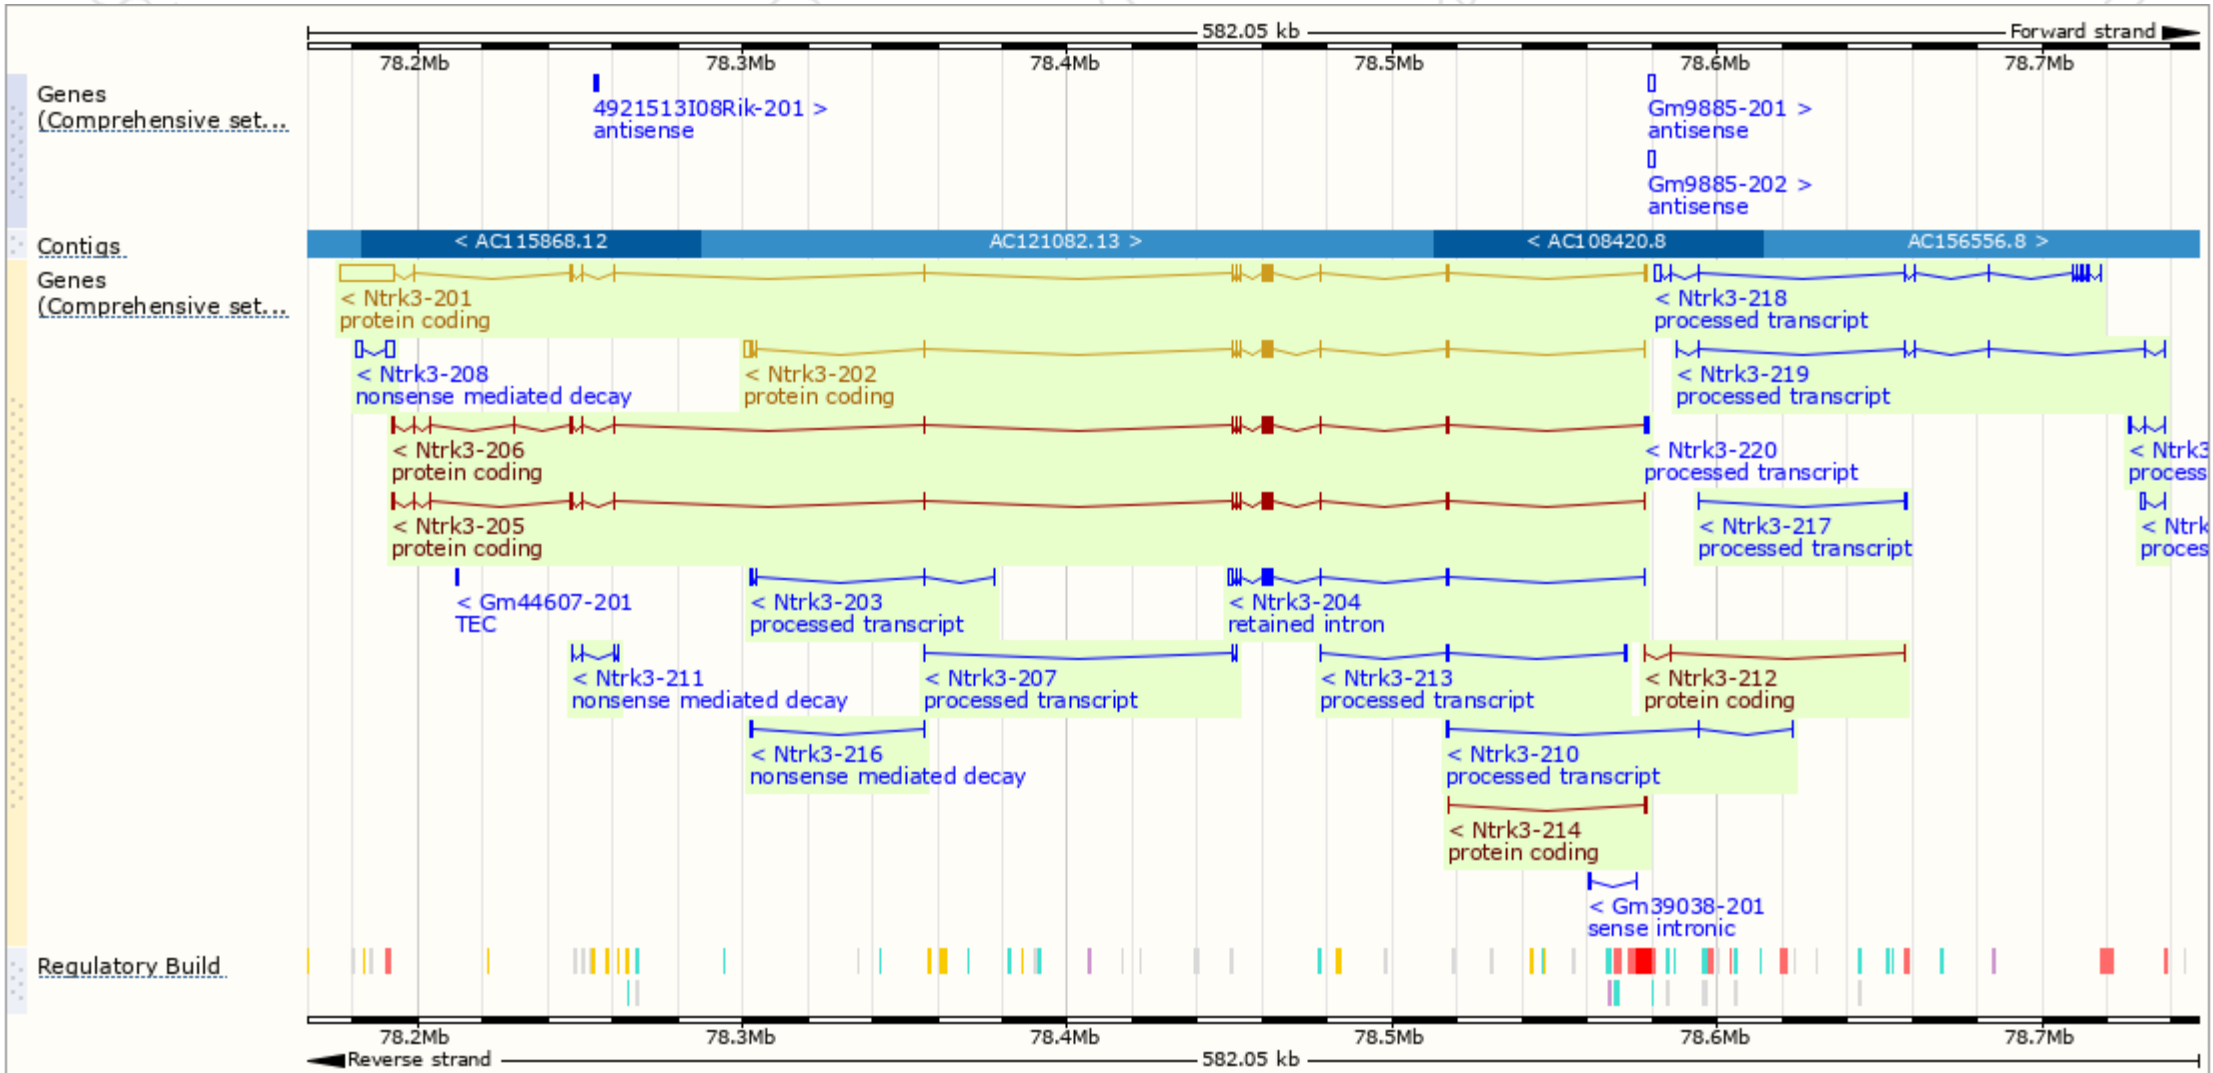 582.05 kb
Forward strand
78.2Mb 78.3Mb 78.4Mb 78.5Mb 78.6Mb 78.7Mb
Genes
(Comprehensive set...
4921513I08Rik-201 >
antisense
Gm9885-201 >
antisense
Gm9885-202 >
antisense
Contigs
< AC115868.12 AC121082.13 > < AC108420.8 AC156556.8 >
Genes
(Comprehensive set...
< Ntrk3-201
protein coding
< Ntrk3-218
processed transcript
< Ntrk3-208
nonsense mediated decay
< Ntrk3-202
protein coding
< Ntrk3-219
processed transcript
< Ntrk3-206
protein coding
< Ntrk3-220
processed transcript
< Ntrk3
process
< Ntrk3-205
protein coding
< Ntrk3-217
processed transcript
< Ntrk
proces
< Gm44607-201
TEC
< Ntrk3-203
processed transcript
< Ntrk3-204
retained intron
< Ntrk3-211
nonsense mediated decay
< Ntrk3-207
processed transcript
< Ntrk3-213
processed transcript
< Ntrk3-212
protein coding
< Ntrk3-216
nonsense mediated decay
< Ntrk3-210
processed transcript
< Ntrk3-214
protein coding
< Gm39038-201
sense intronic
Regulatory Build
78.2Mb 78.3Mb 78.4Mb 78.5Mb 78.6Mb 78.7Mb
Reverse strand
582.05 kb